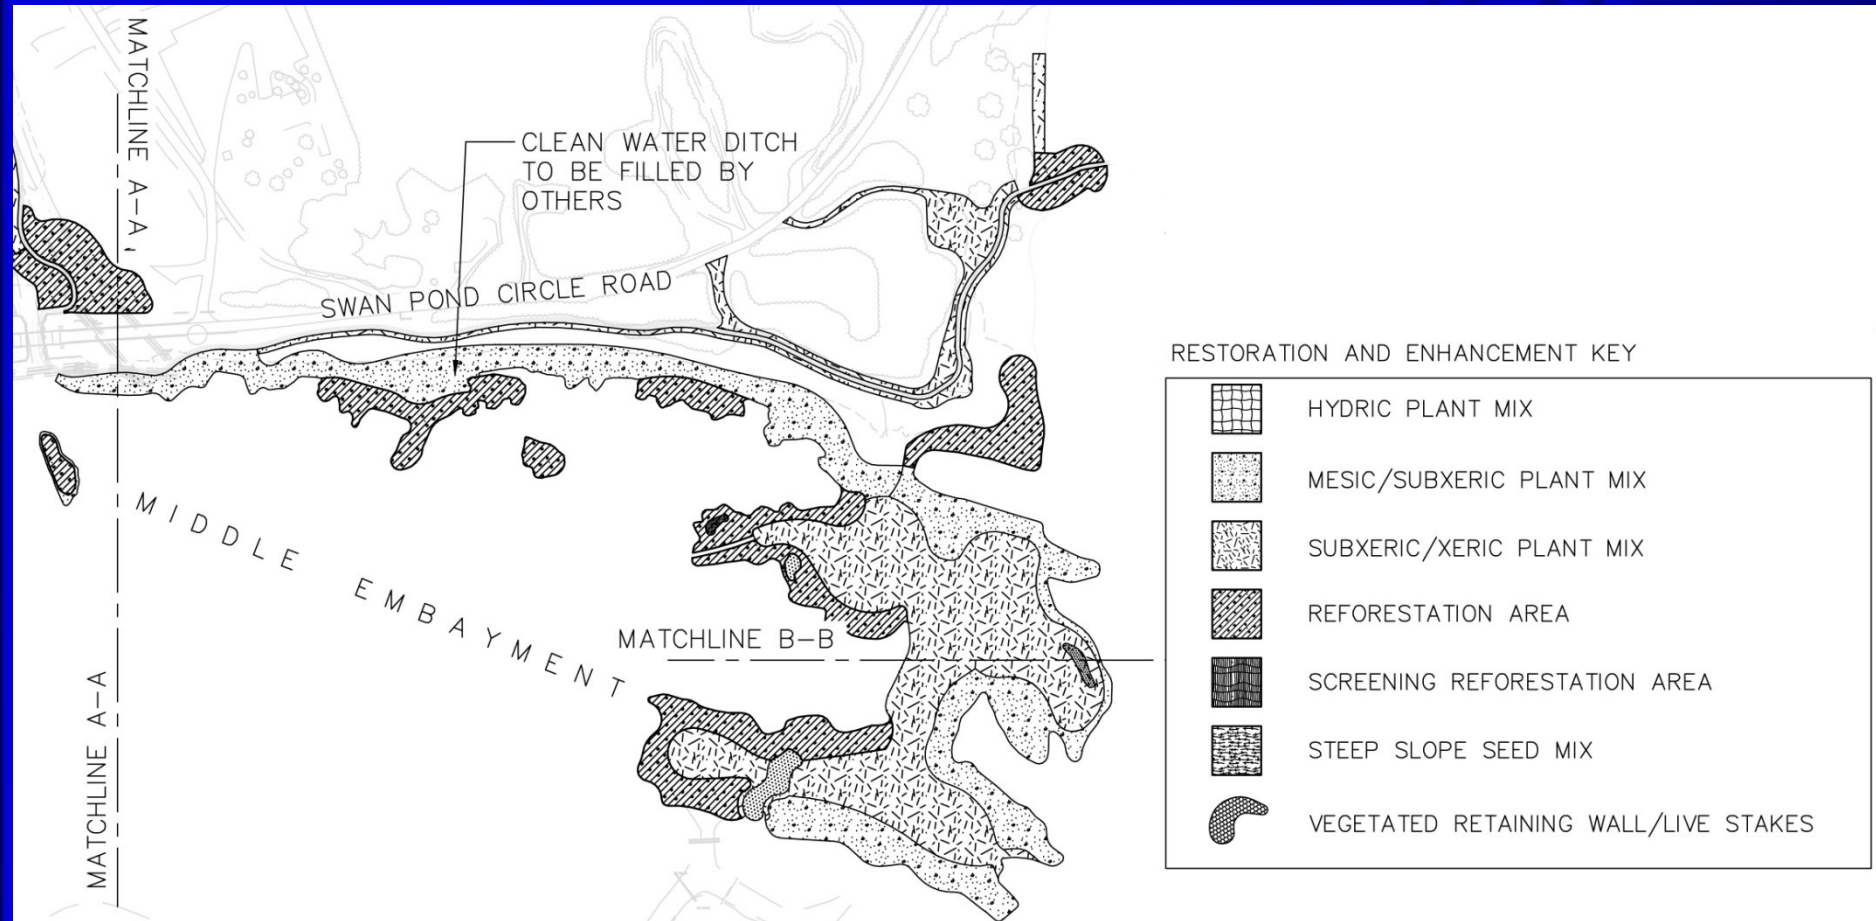 MATCHLINE A-A
CLEAN WATER DITCH
TO BE FILLED BY
OTHERS
SWAN POND CIRCLE ROAD
MIDDLE EMBAYMENT
MATCHLINE B-B
MATCHLINE A-A
RESTORATION AND ENHANCEMENT KEY
HYDRIC PLANT MIX
MESIC/SUBXERIC PLANT MIX
SUBXERIC/XERIC PLANT MIX
REFORESTATION AREA
SCREENING REFORESTATION AREA
STEEP SLOPE SEED MIX
VEGETATED RETAINING WALL/LIVE STAKES